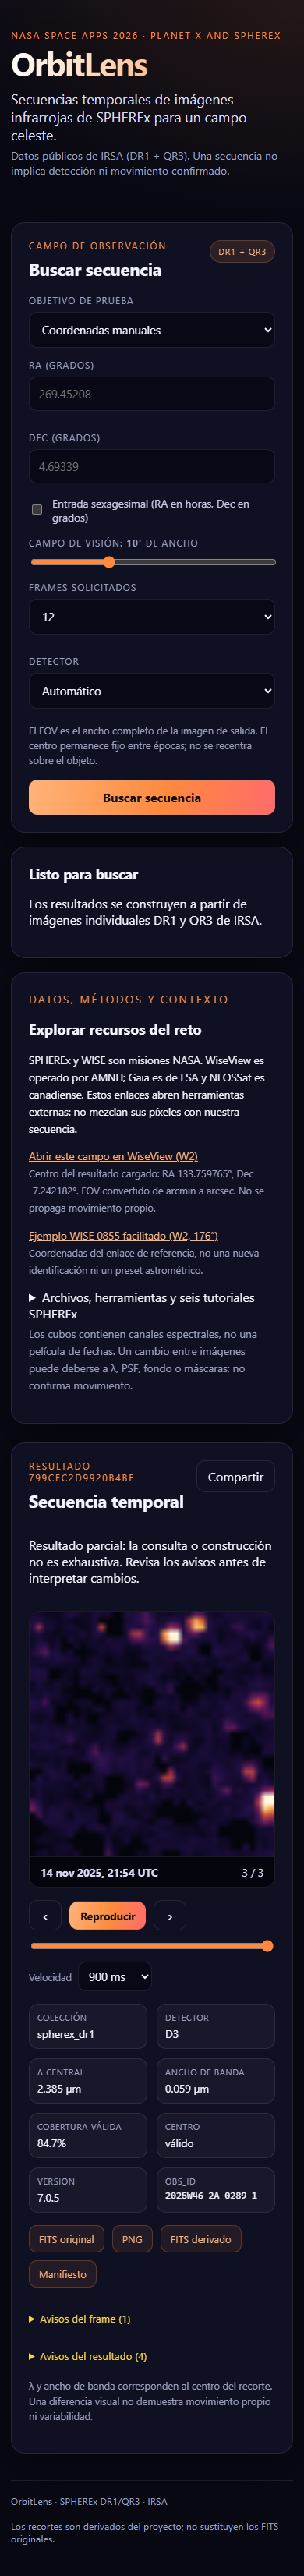 NASA SPACE APPS 2026 · PLANET X AND SPHEREX
OrbitLens
Secuencias temporales de imágenes
infrarrojas de SPHEREx para un campo
celeste.
Datos públicos de IRSA (DR1 + QR3). Una secuencia no
implica detección ni movimiento confirmado.
CAMPO DE OBSERVACIÓN
DR1 + QR3
Buscar secuencia
OBJETIVO DE PRUEBA
Coordenadas manuales
RA (GRADOS)
269.45208
DEC (GRADOS)
4.69339
Entrada sexagesimal (RA en horas, Dec en
grados)
CAMPO DE VISIÓN: 10′ DE ANCHO
FRAMES SOLICITADOS
12
DETECTOR
Automático
El FOV es el ancho completo de la imagen de salida. El
centro permanece fijo entre épocas; no se recentra
sobre el objeto.
Buscar secuencia
Listo para buscar
Los resultados se construyen a partir de
imágenes individuales DR1 y QR3 de IRSA.
DATOS, MÉTODOS Y CONTEXTO
Explorar recursos del reto
SPHEREx y WISE son misiones NASA. WiseView es
operado por AMNH; Gaia es de ESA y NEOSSat es
canadiense. Estos enlaces abren herramientas
externas: no mezclan sus píxeles con nuestra
secuencia.
Abrir este campo en WiseView (W2)
Centro del resultado cargado: RA 133.759765°, Dec
-7.242182°. FOV convertido de arcmin a arcsec. No se
propaga movimiento propio.
Ejemplo WISE 0855 facilitado (W2, 176″)
Coordenadas del enlace de referencia, no una nueva
identificación ni un preset astrométrico.
▶ Archivos, herramientas y seis tutoriales
SPHEREx
Los cubos contienen canales espectrales, no una
película de fechas. Un cambio entre imágenes
puede deberse a λ, PSF, fondo o máscaras; no
confirma movimiento.
RESULTADO
799CFC2D9920B4BF
Compartir
Secuencia temporal
Resultado parcial: la consulta o construcción
no es exhaustiva. Revisa los avisos antes de
interpretar cambios.
14 nov 2025, 21:54 UTC
3 / 3
‹
Reproducir
›
Velocidad
900 ms
COLECCIÓN
spherex_dr1
DETECTOR
D3
Λ CENTRAL
2.385 µm
ANCHO DE BANDA
0.059 µm
COBERTURA VÁLIDA
84.7%
CENTRO
válido
VERSION
7.0.5
OBS_ID
2025W46_2A_0289_1
FITS original
PNG
FITS derivado
Manifiesto
▶ Avisos del frame (1)
▶ Avisos del resultado (4)
λ y ancho de banda corresponden al centro del recorte.
Una diferencia visual no demuestra movimiento propio
ni variabilidad.
OrbitLens · SPHEREx DR1/QR3 · IRSA
Los recortes son derivados del proyecto; no sustituyen los FITS
originales.